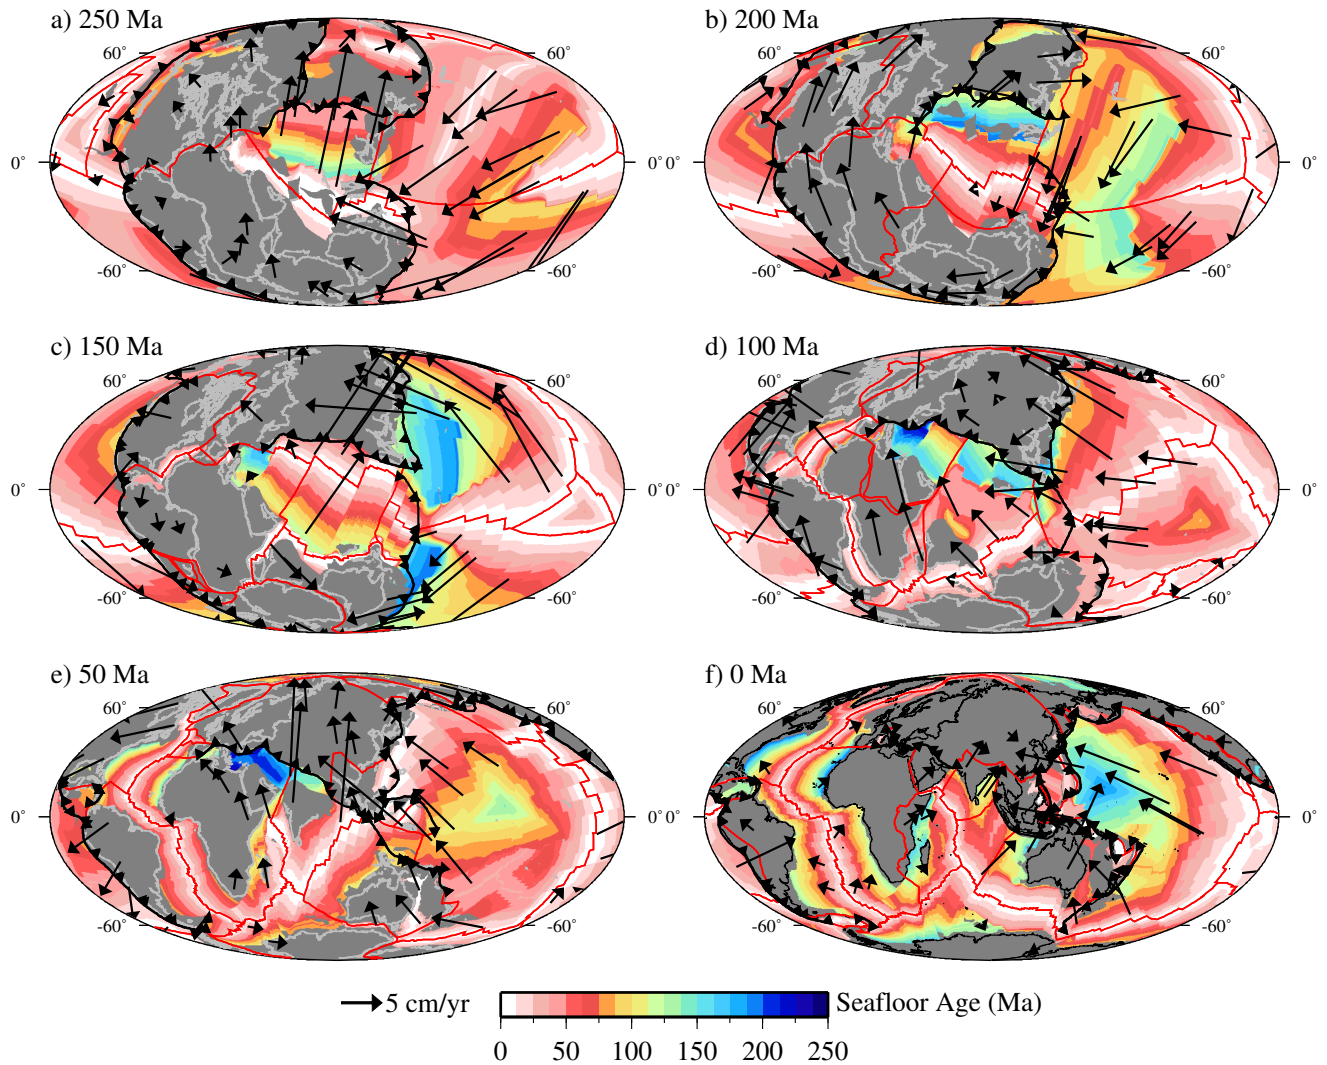 a) 250 Ma
b) 200 Ma
60° 60° 60° 60°
0° 0° 0° 0°
-60° -60° -60° -60°
c) 150 Ma
d) 100 Ma
60° 60° 60° 60°
0° 0° 0° 0°
-60° -60° -60° -60°
e) 50 Ma
f) 0 Ma
60° 60° 60° 60°
0° 0° 0° 0°
-60° -60° -60° -60°
5 cm/yr
Seafloor Age (Ma)
0 50 100 150 200 250